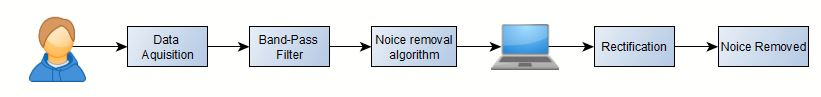 Data
Aquisition
Band-Pass
Filter
Noice removal
algorithm
Rectification
Noice Removed